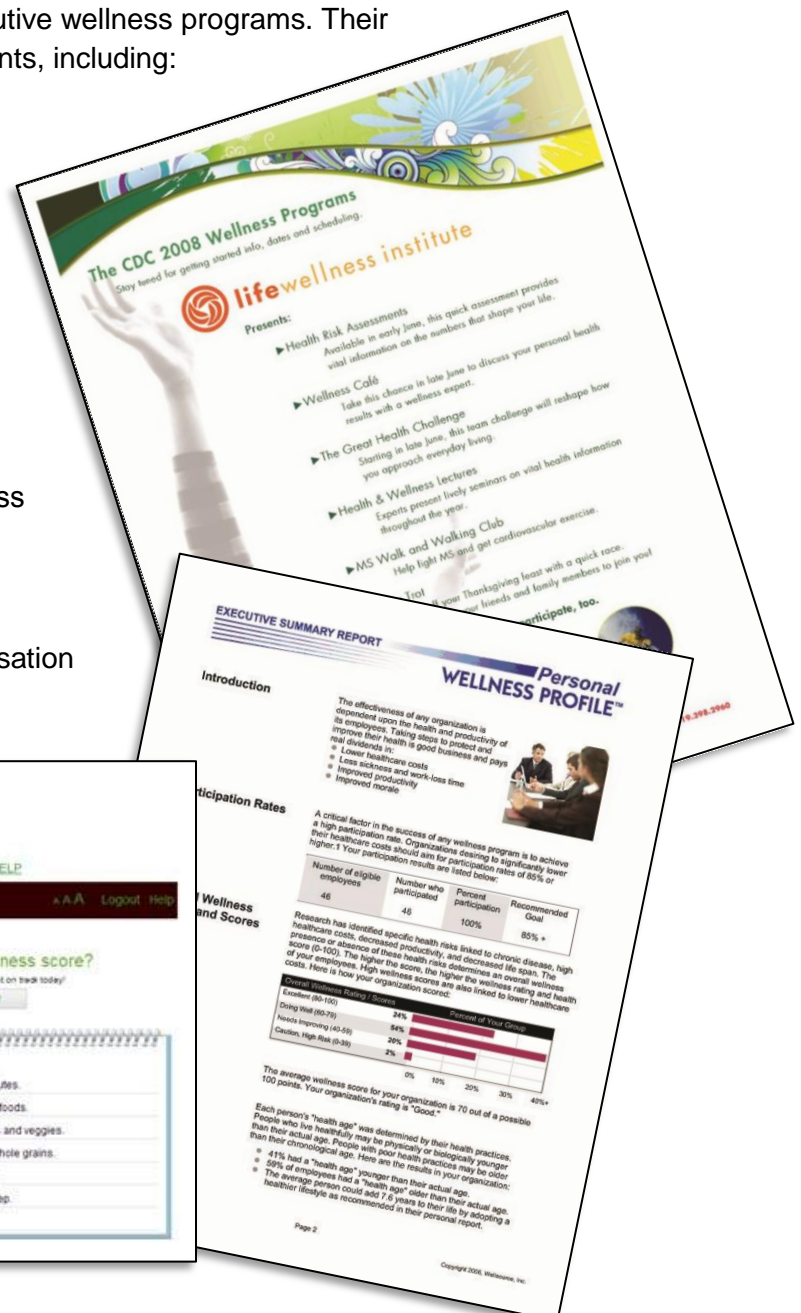 utive wellness programs. Their
nts, including:
ss
sation
The CDC 2008 Wellness Programs
Stay tuned for getting started info, dates and scheduling.
lifewellness institute
Presents:
►Health Risk Assessments
Available in early June, this quick assessment provides
vital information on the numbers that shape your life.
►Wellness Café
Take this chance in late June to discuss your personal health
results with a wellness expert.
►The Great Health Challenge
Starting in late June, this team challenge will reshape how
you approach everyday living.
►Health & Wellness Lectures
Experts present lively seminars on vital health information
throughout the year.
►MS Walk and Walking Club
Help fight MS and get cardiovascular exercise.
Trot
your Thanksgiving feast with a quick race.
our friends and family members to join you!
articipate, too.
19.298.2960
EXECUTIVE SUMMARY REPORT
Personal
WELLNESS PROFILE™
Introduction
The effectiveness of any organization is
dependent upon the health and productivity of
its employees. Taking steps to protect and
improve their health is good business and pays
real dividends in:
● Lower healthcare costs
● Less sickness and work-loss time
● Improved productivity
● Improved morale
rticipation Rates
A critical factor in the success of any wellness program is to achieve
a high participation rate. Organizations desiring to significantly lower
their healthcare costs should aim for participation rates of 85% or
higher.1 Your participation results are listed below:
Number of eligible employees
Number who participated
Percent participation
Recommended Goal
46
46
100%
85% +
l Wellness
and Scores
Research has identified specific health risks linked to chronic disease, high
healthcare costs, decreased productivity, and decreased life span. The
presence or absence of these health risks determines an overall wellness
score (0-100). The higher the score, the higher the wellness rating and health
of your employees. High wellness scores are also linked to lower healthcare
costs. Here is how your organization scored:
Overall Wellness Rating / Scores
Percent of Your Group
Excellent (80-100) 24%
Doing Well (60-79) 54%
Needs Improving (40-59) 20%
Caution, High Risk (0-39) 2%
0% 10% 20% 30% 40%+
The average wellness score for your organization is 70 out of a possible
100 points. Your organization's rating is "Good."
Each person's "health age" was determined by their health practices.
People who live healthfully may be physically or biologically younger
than their actual age. People with poor health practices may be older
than their chronological age. Here are the results in your organization:
● 41% had a "health age" younger than their actual age.
● 59% of employees had a "health age" older than their actual age.
● The average person could add 7.6 years to their life by adopting a
healthier lifestyle as recommended in their personal report.
Page 2
Copyright 2006, Wellsource, Inc.
ELP
A A A Logout Help
ness score?
t on track today!
utes.
foods.
and veggies.
hole grains.
ep.